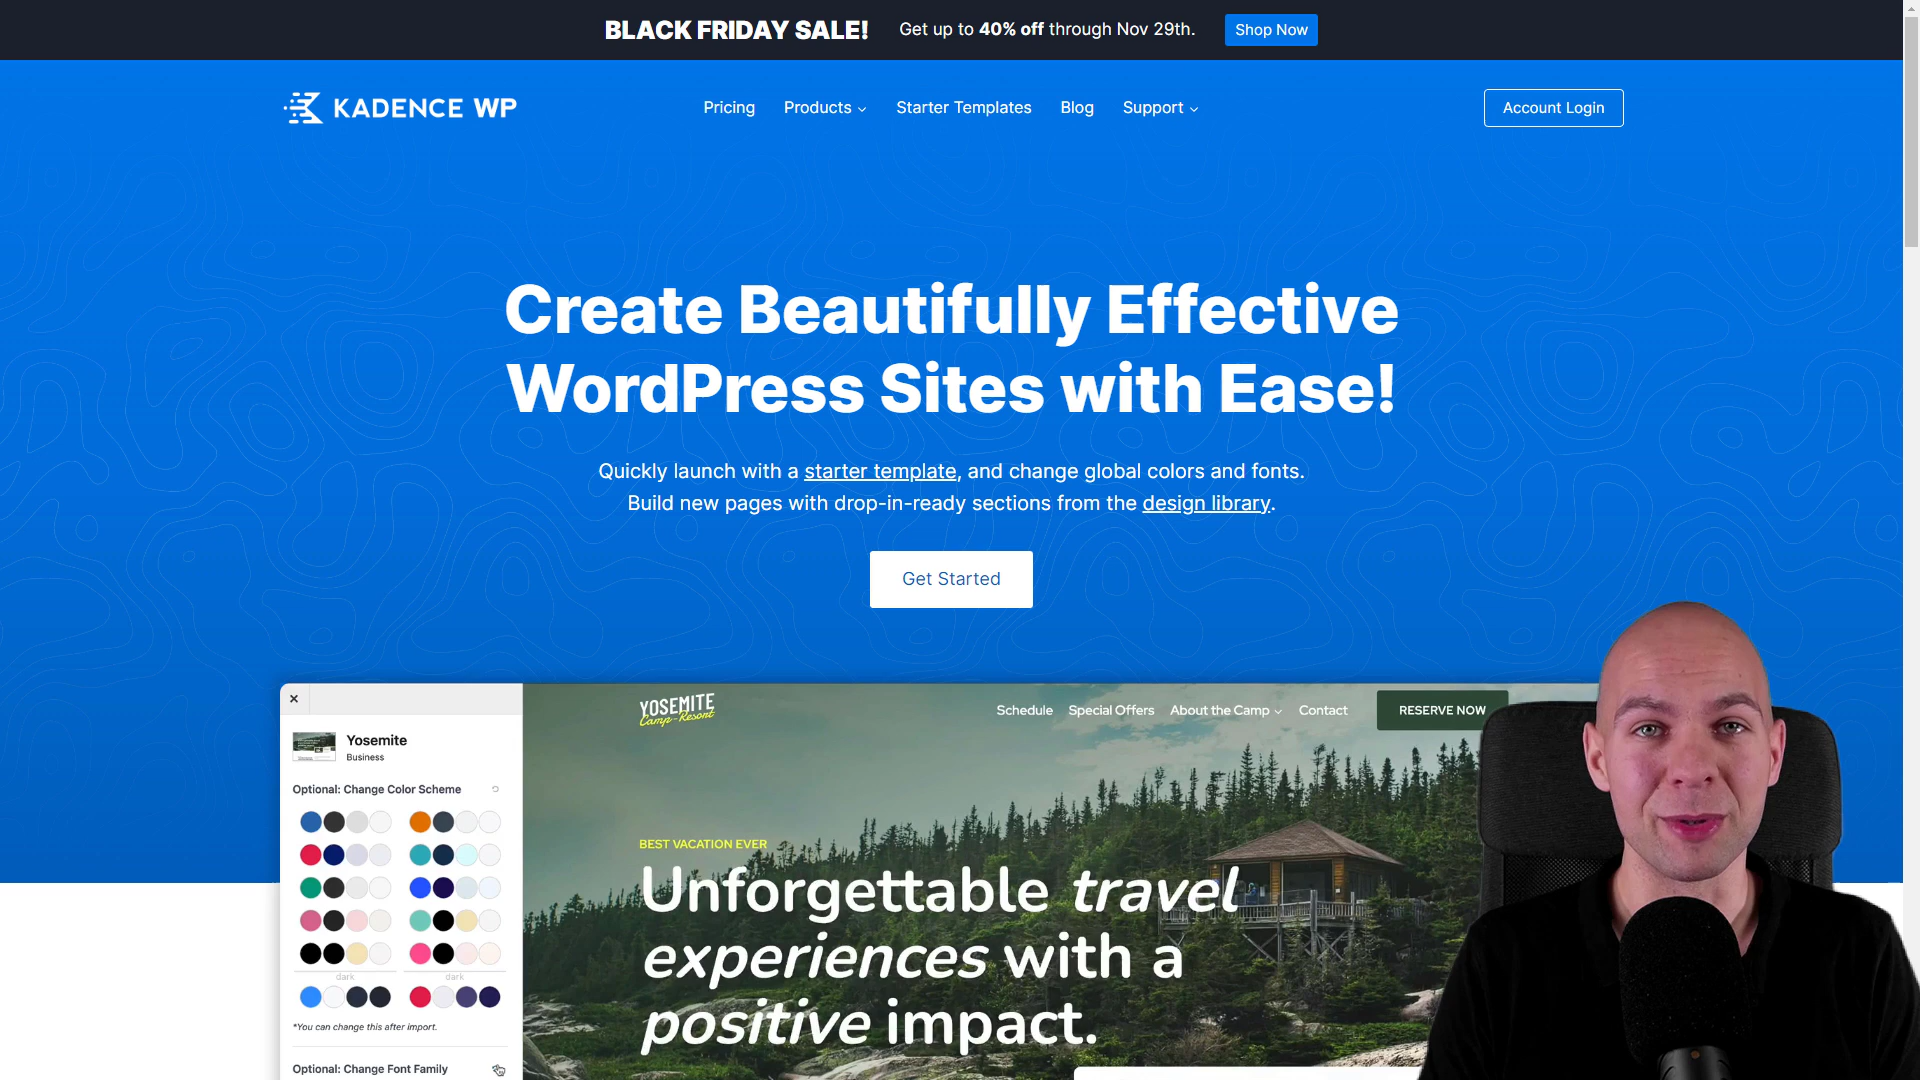 BLACK FRIDAY SALE! Get up to 40% off through Nov 29th. Shop Now
KADENCE WP Pricing Products Starter Templates Blog Support Account Login
Create Beautifully Effective
WordPress Sites with Ease!
Quickly launch with a starter template, and change global colors and fonts.
Build new pages with drop-in-ready sections from the design library.
Get Started
Yosemite
Business
Optional: Change Color Scheme
dark dark
*You can change this after import.
Optional: Change Font Family
YOSEMITE
Camp-Resort
Schedule Special Offers About the Camp Contact RESERVE NOW
BEST VACATION EVER
Unforgettable travel
experiences with a
positive impact.